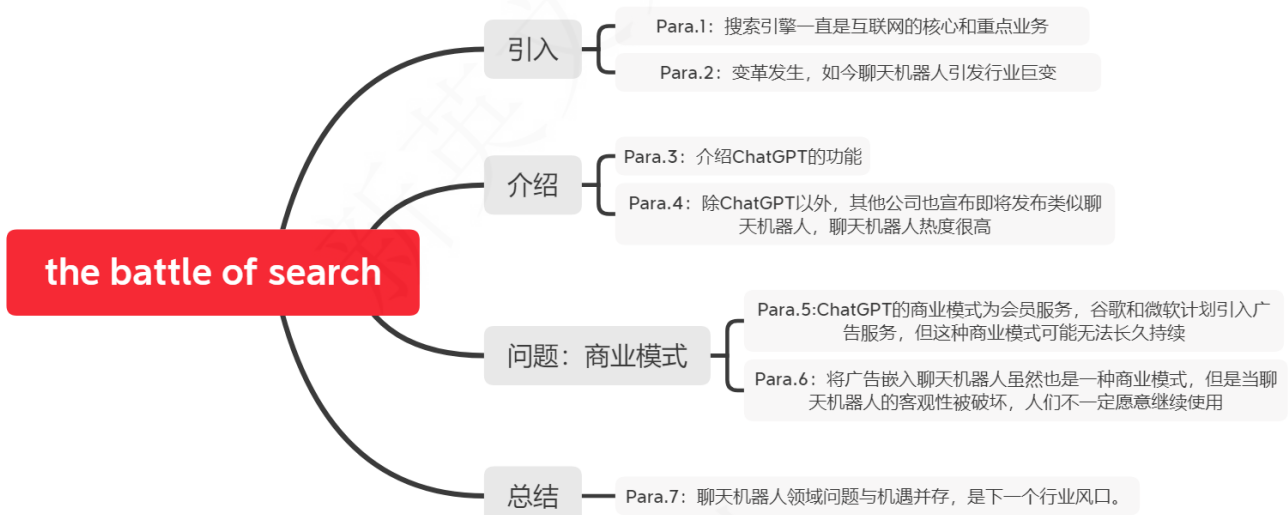 引入
Para.1：搜索引擎一直是互联网的核心和重点业务
Para.2：变革发生，如今聊天机器人引发行业巨变
介绍
Para.3：介绍ChatGPT的功能
Para.4：除ChatGPT以外，其他公司也宣布即将发布类似聊
天机器人，聊天机器人热度很高
the battle of search
问题：商业模式
Para.5:ChatGPT的商业模式为会员服务，谷歌和微软计划引入广
告服务，但这种商业模式可能无法长久持续
Para.6：将广告嵌入聊天机器人虽然也是一种商业模式，但是当聊
天机器人的客观性被破坏，人们不一定愿意继续使用
总结
Para.7：聊天机器人领域问题与机遇并存，是下一个行业风口。